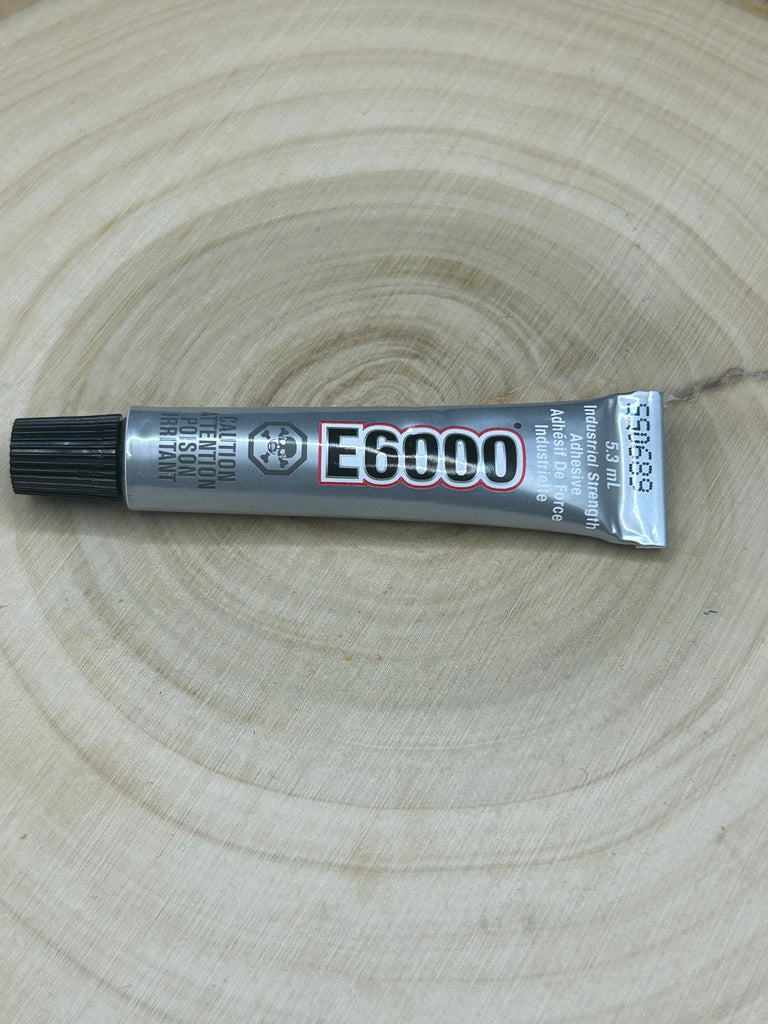 E6000®
CAUTION
ATTENTION
POISON
IRRITANT
5.3 mL
Industrial Strength
Adhesive
Adhésif De Force
Industrielle
590689